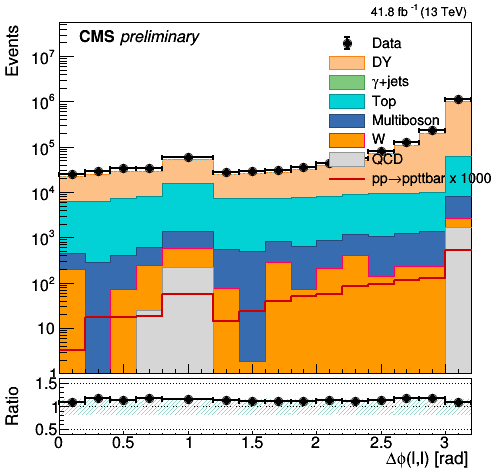 41.8 fb⁻¹ (13 TeV)
CMS preliminary
Events
10⁷
10⁶
10⁵
10⁴
10³
10²
10
1
Data
DY
γ+jets
Top
Multiboson
W
QCD
pp→ppttbar x 1000
Ratio
1.5
1
0.5
0 0.5 1 1.5 2 2.5 3
Δϕ(l,l) [rad]